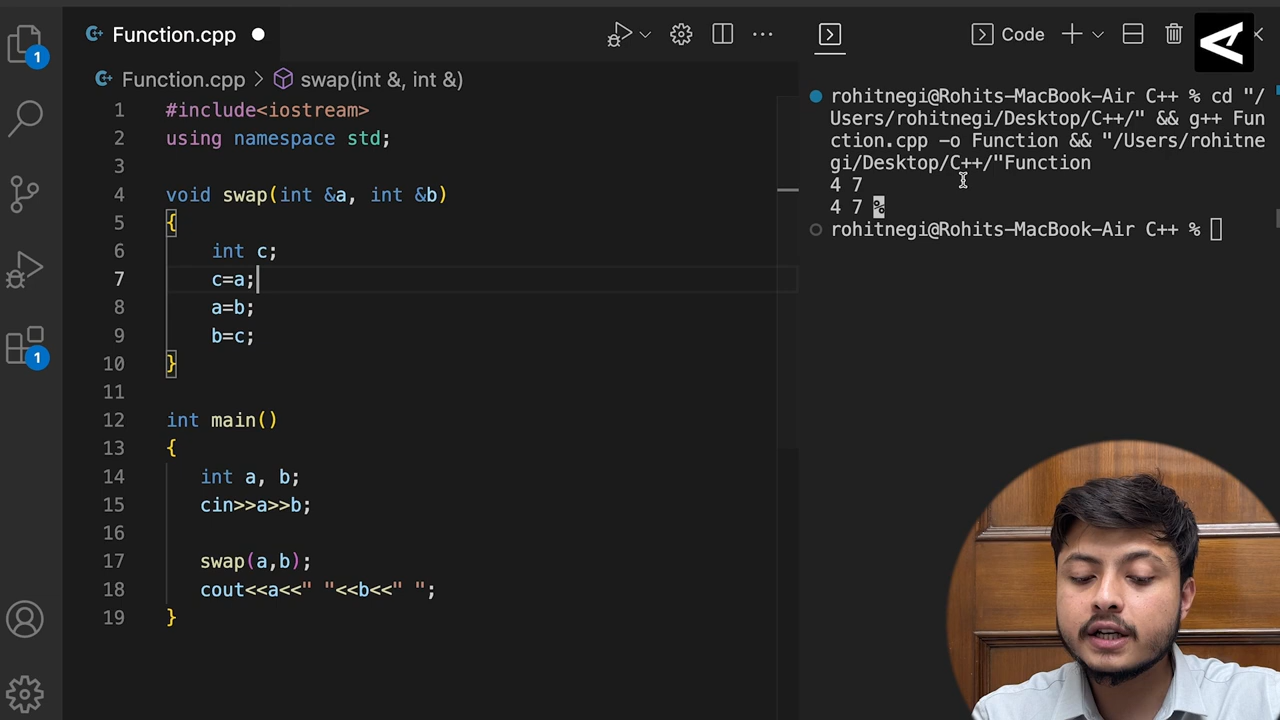 Function.cpp
Code
1
Function.cpp > swap(int &, int &)
1 #include<iostream>
2 using namespace std;
3
4 void swap(int &a, int &b)
5 {
6 int c;
7 c=a;
8 a=b;
9 b=c;
10 }
11
12 int main()
13 {
14 int a, b;
15 cin>>a>>b;
16
17 swap(a,b);
18 cout<<a<<" "<<b<<" ";
19 }
1
rohitnegi@Rohits-MacBook-Air C++ % cd "/
Users/rohitnegi/Desktop/C++/" && g++ Fun
ction.cpp -o Function && "/Users/rohitne
gi/Desktop/C++/"Function
4 7
4 7 %
rohitnegi@Rohits-MacBook-Air C++ %